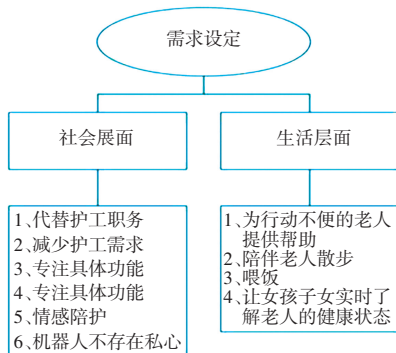 需求设定
社会展面
生活层面
1、代替护工职务
2、减少护工需求
3、专注具体功能
4、专注具体功能
5、情感陪护
6、机器人不存在私心
1、为行动不便的老人
提供帮助
2、陪伴老人散步
3、喂饭
4、让女孩子女实时了
解老人的健康状态